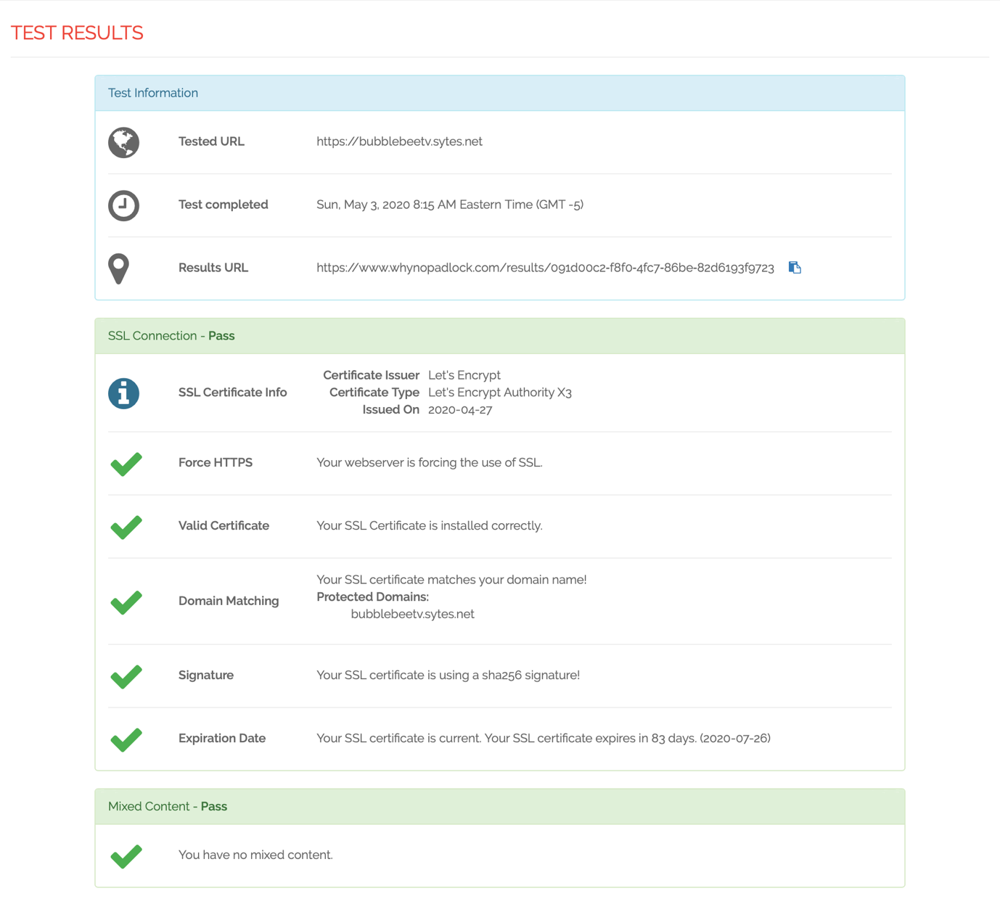 TEST RESULTS
Test Information
Tested URL https://bubblebeetv.sytes.net
Test completed Sun, May 3, 2020 8:15 AM Eastern Time (GMT -5)
Results URL https://www.whynopadlock.com/results/091d00c2-f8f0-4fc7-86be-82d6193f9723
SSL Connection - Pass
SSL Certificate Info
Certificate Issuer Let's Encrypt
Certificate Type Let's Encrypt Authority X3
Issued On 2020-04-27
Force HTTPS Your webserver is forcing the use of SSL.
Valid Certificate Your SSL Certificate is installed correctly.
Domain Matching
Your SSL certificate matches your domain name!
Protected Domains:
bubblebeetv.sytes.net
Signature Your SSL certificate is using a sha256 signature!
Expiration Date Your SSL certificate is current. Your SSL certificate expires in 83 days. (2020-07-26)
Mixed Content - Pass
You have no mixed content.